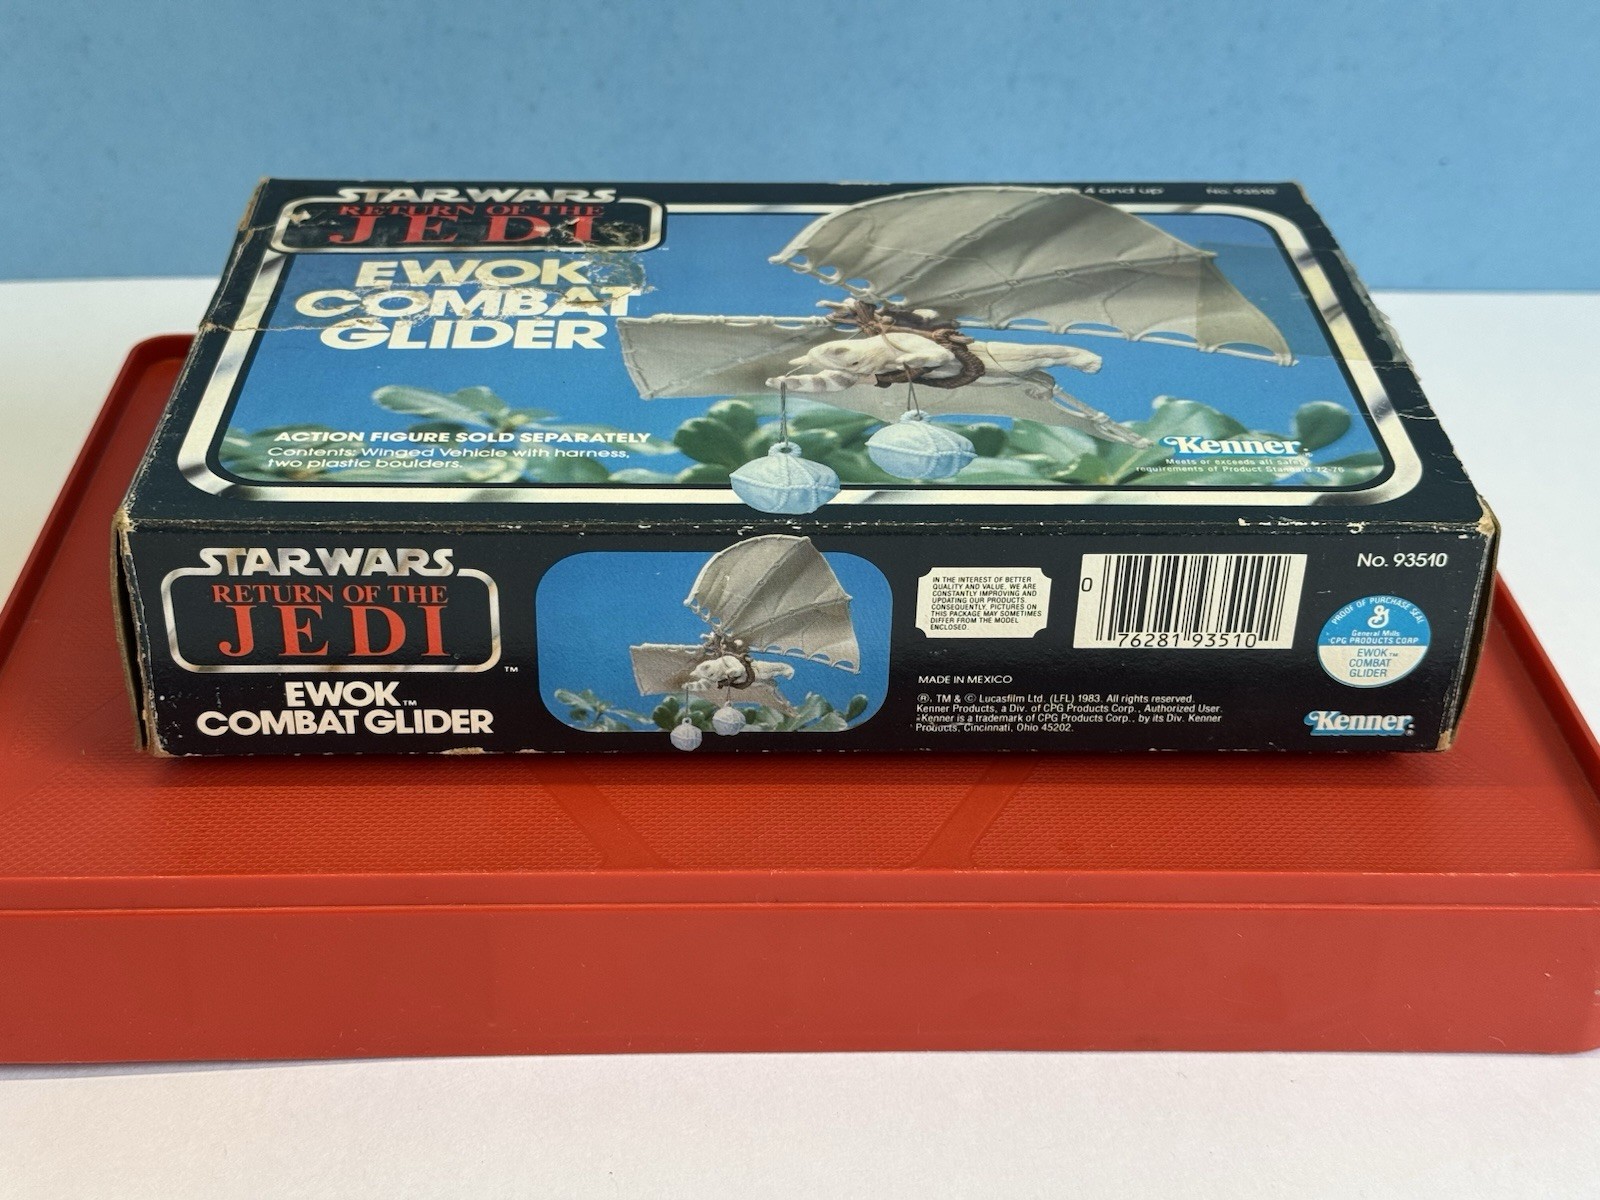 STAR WARS
RETURN OF THE
JEDI
4 and up
No. 93510
EWOK
COMBAT
GLIDER
ACTION FIGURE SOLD SEPARATELY
Contents: Winged Vehicle with harness,
two plastic boulders.
Kenner®
Meets or exceeds all safety
requirements of Product Standard 72-76
STAR WARS
RETURN OF THE
JEDI
™
EWOK™
COMBAT GLIDER
IN THE INTEREST OF BETTER
QUALITY AND VALUE, WE ARE
CONSTANTLY IMPROVING AND
UPDATING OUR PRODUCTS.
CONSEQUENTLY, PICTURES ON
THIS PACKAGE MAY SOMETIMES
DIFFER FROM THE MODEL
ENCLOSED.
0
76281 93510
MADE IN MEXICO
®, TM & © Lucasfilm Ltd. (LFL) 1983. All rights reserved.
Kenner Products, a Div. of CPG Products Corp., Authorized User.
"Kenner is a trademark of CPG Products Corp., by its Div. Kenner
Products, Cincinnati, Ohio 45202.
No. 93510
PROOF OF PURCHASE SEAL
G
General Mills
CPG PRODUCTS CORP
EWOK™
COMBAT
GLIDER
Kenner®